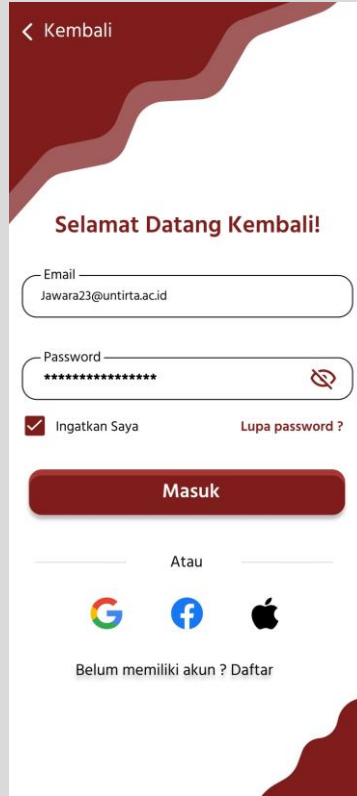 Kembali
Selamat Datang Kembali!
Email
Jawara23@untirta.ac.id
Password
****************
Ingatkan Saya
Lupa password ?
Masuk
Atau
Belum memiliki akun ? Daftar